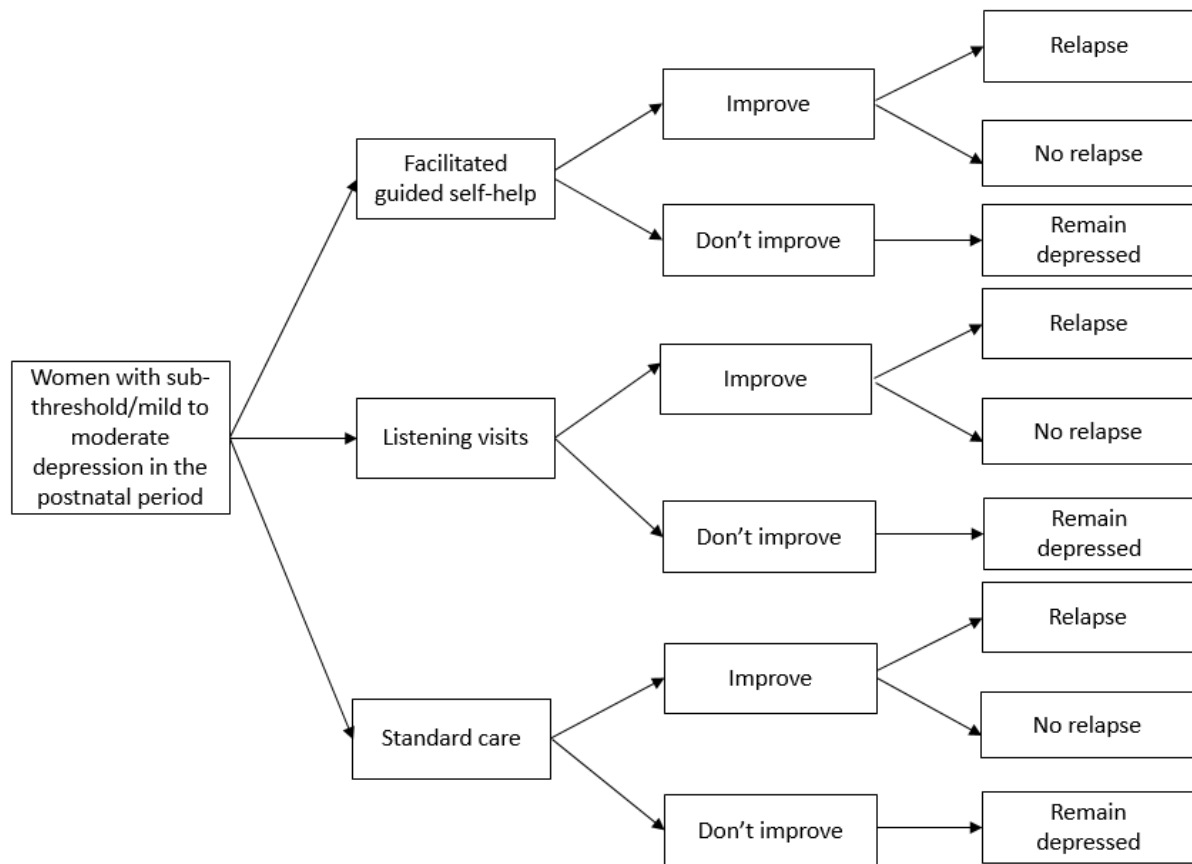 Relapse
Improve
No relapse
Facilitated
guided self-help
Don't improve
Remain
depressed
Relapse
Improve
No relapse
Women with sub-
threshold/mild to
moderate
depression in the
postnatal period
Listening visits
Don't improve
Remain
depressed
Relapse
Improve
No relapse
Standard care
Don't improve
Remain
depressed